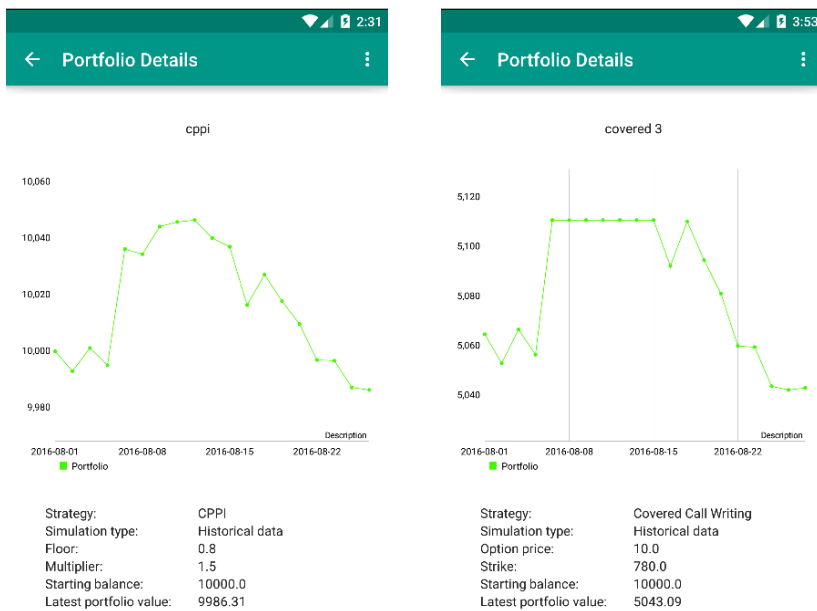 2:31
Portfolio Details
cppi
10,060
10,040
10,020
10,000
9,980
Description
2016-08-01 2016-08-08 2016-08-15 2016-08-22
Portfolio
Strategy: CPPI
Simulation type: Historical data
Floor: 0.8
Multiplier: 1.5
Starting balance: 10000.0
Latest portfolio value: 9986.31
3:53
Portfolio Details
covered 3
5,120
5,100
5,080
5,060
5,040
Description
2016-08-01 2016-08-08 2016-08-15 2016-08-22
Portfolio
Strategy: Covered Call Writing
Simulation type: Historical data
Option price: 10.0
Strike: 780.0
Starting balance: 10000.0
Latest portfolio value: 5043.09